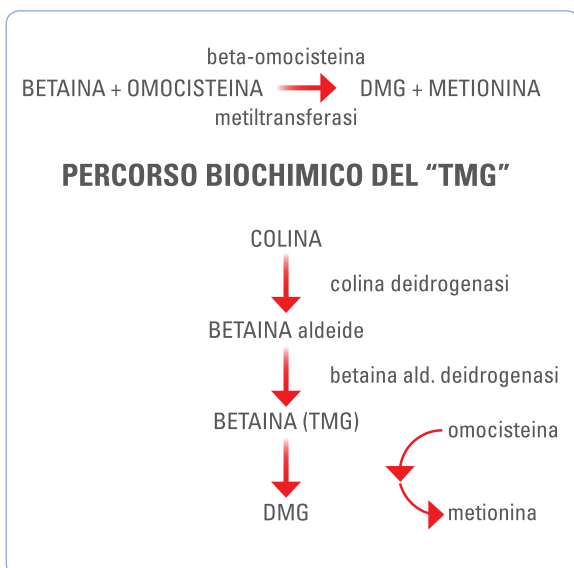 beta-omocisteina
BETAINA + OMOCISTEINA DMG + METIONINA
metiltransferasi
PERCORSO BIOCHIMICO DEL “TMG”
COLINA
colina deidrogenasi
BETAINA aldeide
betaina ald. deidrogenasi
BETAINA (TMG)
omocisteina
DMG
metionina